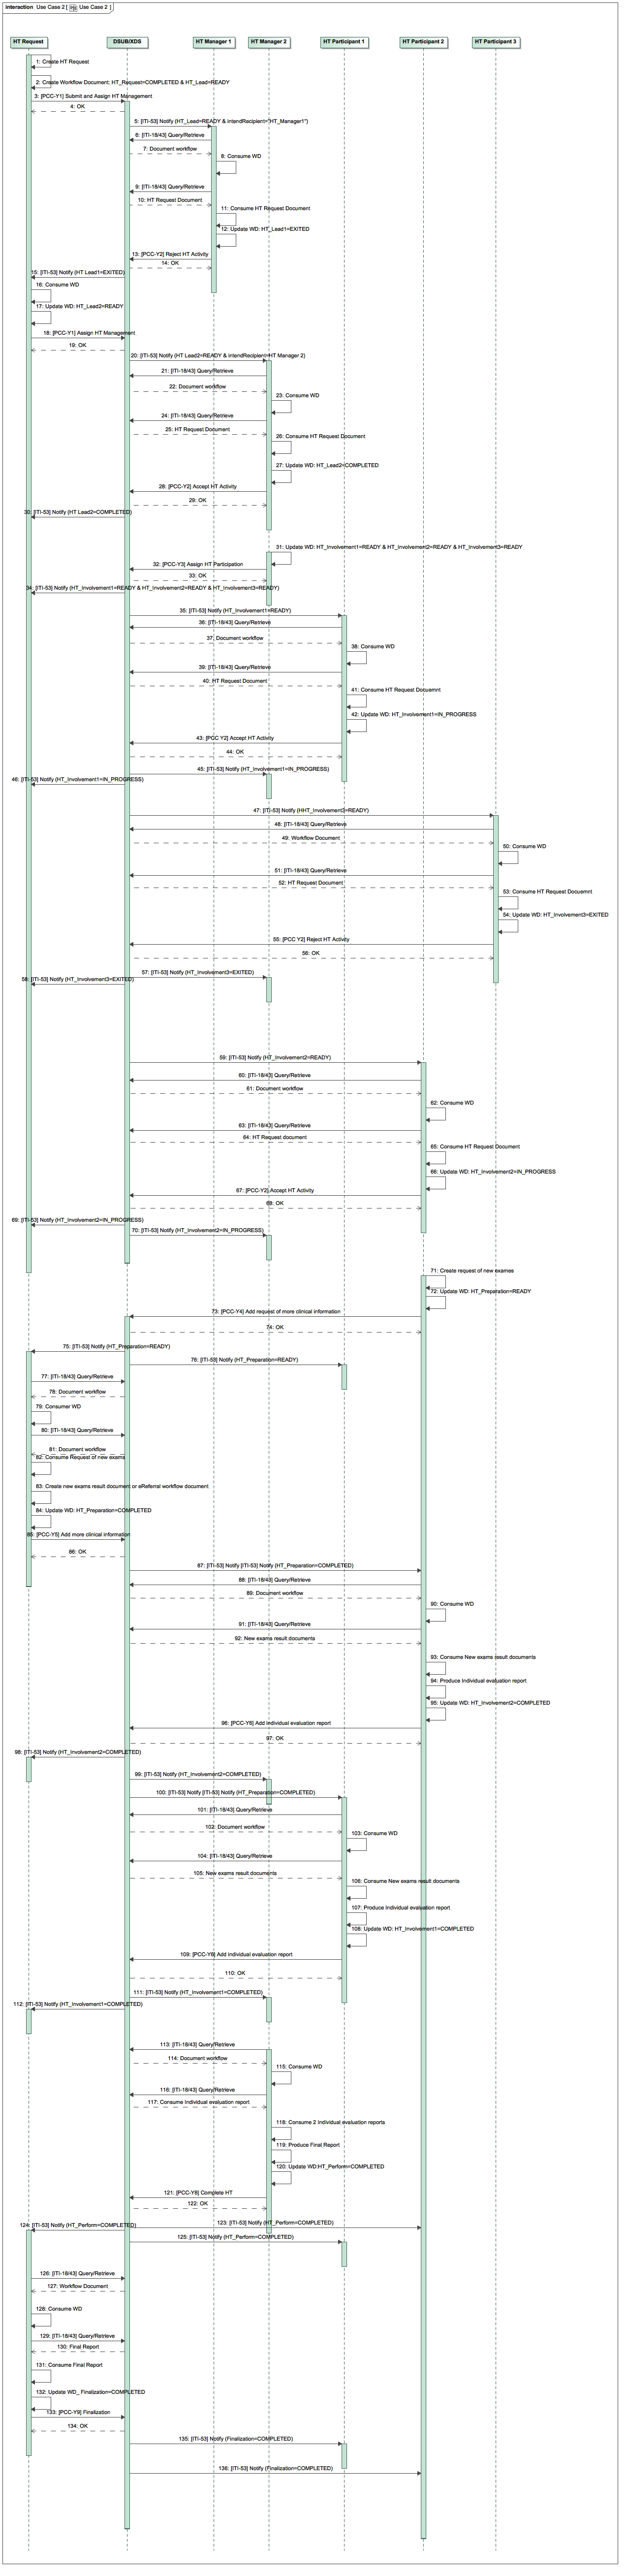 interaction Use Case 2 [ Use Case 2 ]
HT Request
DSUB/XDS
HT Manager 1
HT Manager 2
HT Participant 1
HT Participant 2
HT Participant 3
1: Create HT Request
2: Create Workflow Document: HT_Request=COMPLETED & HT_Lead=READY
3: [PCC-Y1] Submit and Assign HT Management
4: OK
5: [ITI-53] Notify (HT_Lead=READY & intendRecipient="HT_Manager1")
6: [ITI-18/43] Query/Retrieve
7: Document workflow
8: Consume WD
9: [ITI-18/43] Query/Retrieve
10: HT Request Document
11: Consume HT Request Document
12: Update WD: HT_Lead1=EXITED
13: [PCC-Y2] Reject HT Activity
14: OK
15: [ITI-53] Notify (HT Lead1=EXITED)
16: Consume WD
17: Update WD: HT_Lead2=READY
18: [PCC-Y1] Assign HT Management
19: OK
20: [ITI-53] Notify (HT Lead2=READY & intendRecipient=HT Manager 2)
21: [ITI-18/43] Query/Retrieve
22: Document workflow
23: Consume WD
24: [ITI-18/43] Query/Retrieve
25: HT Request Document
26: Consume HT Request Document
27: Update WD: HT_Lead2=COMPLETED
28: [PCC-Y2] Accept HT Activity
29: OK
30: [ITI-53] Notify (HT Lead2=COMPLETED)
31: Update WD: HT_Involvement1=READY & HT_Involvement2=READY & HT_Involvement3=READY
32: [PCC-Y3] Assign HT Participation
33: OK
34: [ITI-53] Notify (HT_Involvement1=READY & HT_Involvement2=READY & HT_Involvement3=READY)
35: [ITI-53] Notify (HT_Involvement1=READY)
36: [ITI-18/43] Query/Retrieve
37: Document workflow
38: Consume WD
39: [ITI-18/43] Query/Retrieve
40: HT Request Document
41: Consume HT Request Docuemnt
42: Update WD: HT_Involvement1=IN_PROGRESS
43: [PCC Y2] Accept HT Activity
44: OK
45: [ITI-53] Notify (HT_Involvement1=IN_PROGRESS)
46: [ITI-53] Notify (HT_Involvement1=IN_PROGRESS)
47: [ITI-53] Notify (HHT_Involvement3=READY)
48: [ITI-18/43] Query/Retrieve
49: Workflow Document
50: Consume WD
51: [ITI-18/43] Query/Retrieve
52: HT Request Document
53: Consume HT Request Docuemnt
54: Update WD: HT_Involvement3=EXITED
55: [PCC Y2] Reject HT Activity
56: OK
57: [ITI-53] Notify (HT_Involvement3=EXITED)
58: [ITI-53] Notify (HT_Involvement3=EXITED)
59: [ITI-53] Notify (HT_Involvement2=READY)
60: [ITI-18/43] Query/Retrieve
61: Document workflow
62: Consume WD
63: [ITI-18/43] Query/Retrieve
64: HT Request document
65: Consume HT Request Document
66: Update WD: HT_Involvement2=IN_PROGRESS
67: [PCC-Y2] Accept HT Activity
68: OK
69: [ITI-53] Notify (HT_Involvement2=IN_PROGRESS)
70: [ITI-53] Notify (HT_Involvement2=IN_PROGRESS)
71: Create request of new exames
72: Update WD: HT_Preparation=READY
73: [PCC-Y4] Add request of more clinical information
74: OK
75: [ITI-53] Notify (HT_Preparation=READY)
76: [ITI-53] Notify (HT_Preparation=READY)
77: [ITI-18/43] Query/Retrieve
78: Document workflow
79: Consumer WD
80: [ITI-18/43] Query/Retrieve
81: Document workflow
82: Consume Request of new exams
83: Create new exams result document or eReferral workflow document
84: Update WD: HT_Preparation=COMPLETED
85: [PCC-Y5] Add more clinical information
86: OK
87: [ITI-53] Notify [ITI-53] Notify (HT_Preparation=COMPLETED)
88: [ITI-18/43] Query/Retrieve
89: Document workflow
90: Consume WD
91: [ITI-18/43] Query/Retrieve
92: New exams result documents
93: Consume New exams result documents
94: Produce Individual evaluation report
95: Update WD: HT_Involvement2=COMPLETED
96: [PCC-Y6] Add individual evaluation report
97: OK
98: [ITI-53] Notify (HT_Involvement2=COMPLETED)
99: [ITI-53] Notify (HT_Involvement2=COMPLETED)
100: [ITI-53] Notify [ITI-53] Notify (HT_Preparation=COMPLETED)
101: [ITI-18/43] Query/Retrieve
102: Document workflow
103: Consume WD
104: [ITI-18/43] Query/Retrieve
105: New exams result documents
106: Consume New exams result documents
107: Produce Individual evaluation report
108: Update WD: HT_Involvement1=COMPLETED
109: [PCC-Y6] Add individual evaluation report
110: OK
111: [ITI-53] Notify (HT_Involvement1=COMPLETED)
112: [ITI-53] Notify (HT_Involvement1=COMPLETED)
113: [ITI-18/43] Query/Retrieve
114: Document workflow
115: Consume WD
116: [ITI-18/43] Query/Retrieve
117: Consume Individual evaluation report
118: Consume 2 Individual evaluation reports
119: Produce Final Report
120: Update WD:HT_Perform=COMPLETED
121: [PCC-Y8] Complete HT
122: OK
123: [ITI-53] Notify (HT_Perform=COMPLETED)
124: [ITI-53] Notify (HT_Perform=COMPLETED)
125: [ITI-53] Notify (HT_Perform=COMPLETED)
126: [ITI-18/43] Query/Retrieve
127: Workflow Document
128: Consume WD
129: [ITI-18/43] Query/Retrieve
130: Final Report
131: Consume Final Report
132: Update WD_ Finalization=COMPLETED
133: [PCC-Y9] Finalization
134: OK
135: [ITI-53] Notify (Finalization=COMPLETED)
136: [ITI-53] Notify (Finalization=COMPLETED)